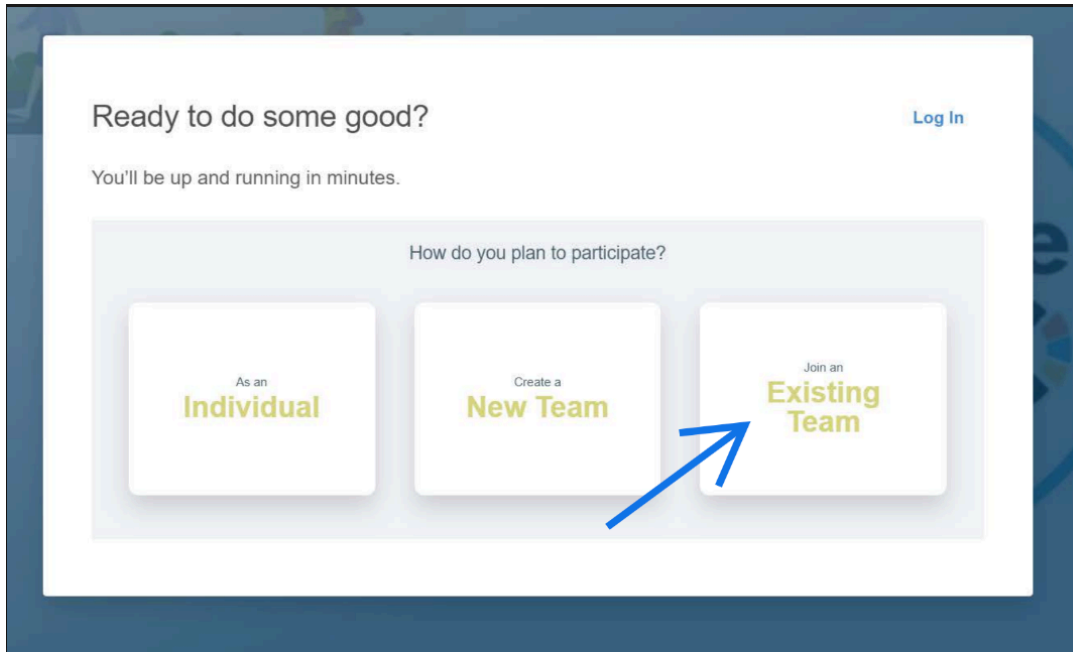 Ready to do some good?
Log In
You'll be up and running in minutes.
How do you plan to participate?
As an
Individual
Create a
New Team
Join an
Existing
Team